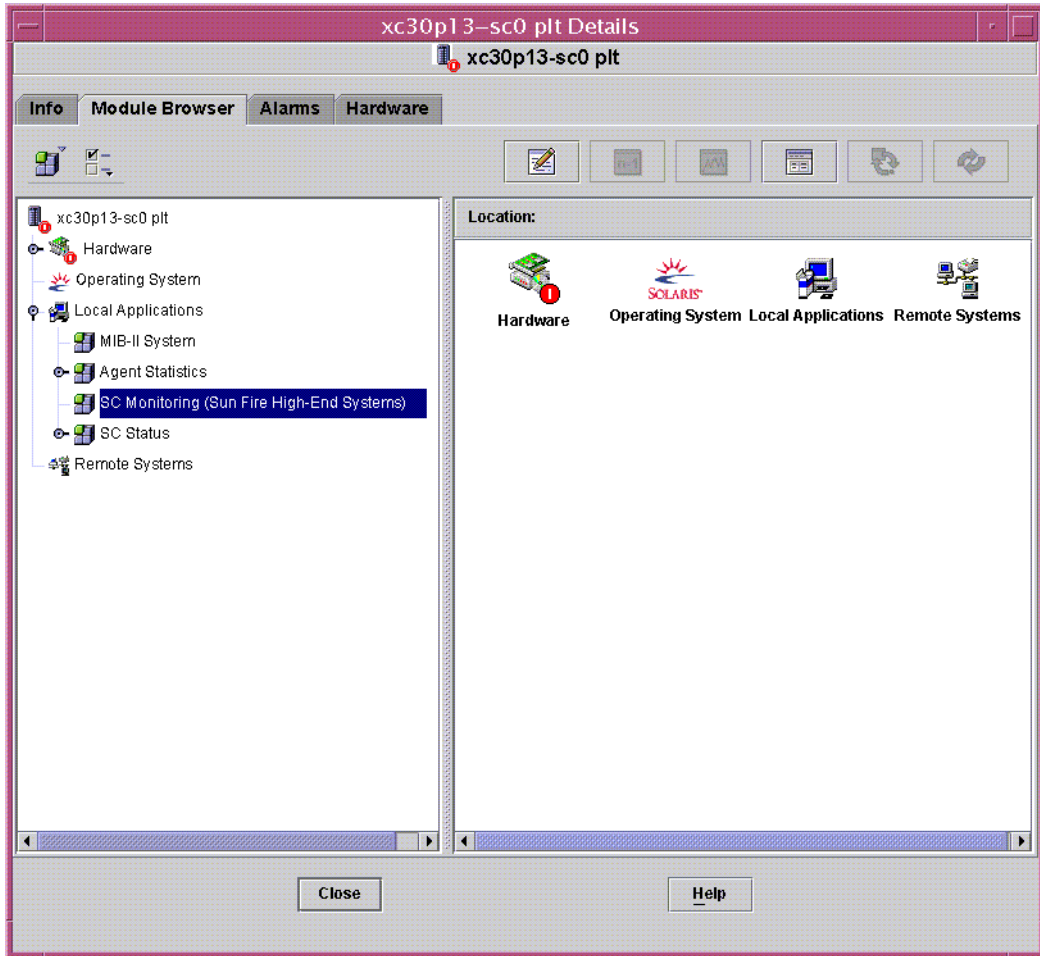 xc30p13-sc0 plt Details
xc30p13-sc0 plt
Info Module Browser Alarms Hardware
n-1
xc30p13-sc0 plt
Hardware
Operating System
Local Applications
MIB-II System
Agent Statistics
SC Monitoring (Sun Fire High-End Systems)
SC Status
Remote Systems
Location:
SOLARIS
Hardware Operating System Local Applications Remote Systems
Close Help